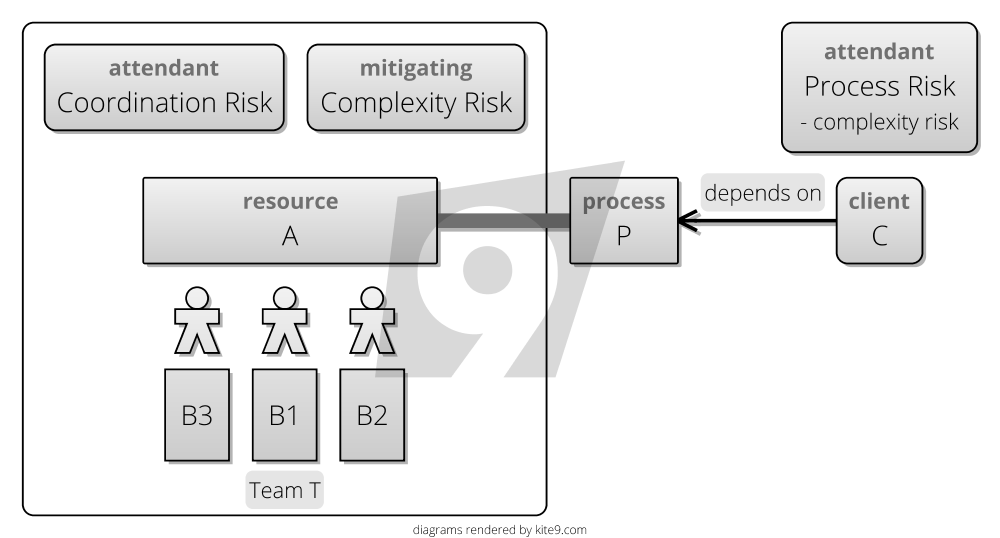 attendant
Coordination Risk
mitigating
Complexity Risk
attendant
Process Risk
- complexity risk
resource
A
process
P
depends on
client
C
B3
B1
B2
Team T
diagrams rendered by kite9.com